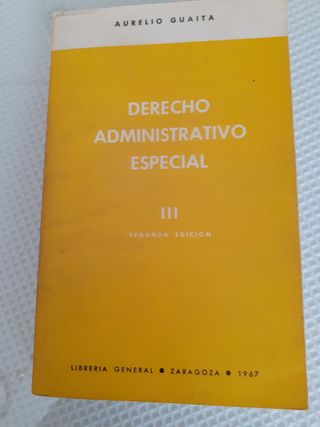 AURELIO GUAITA
DERECHO
ADMINISTRATIVO
ESPECIAL
III
SEGUNDA EDICION
LIBRERIA GENERAL • ZARAGOZA • 1967